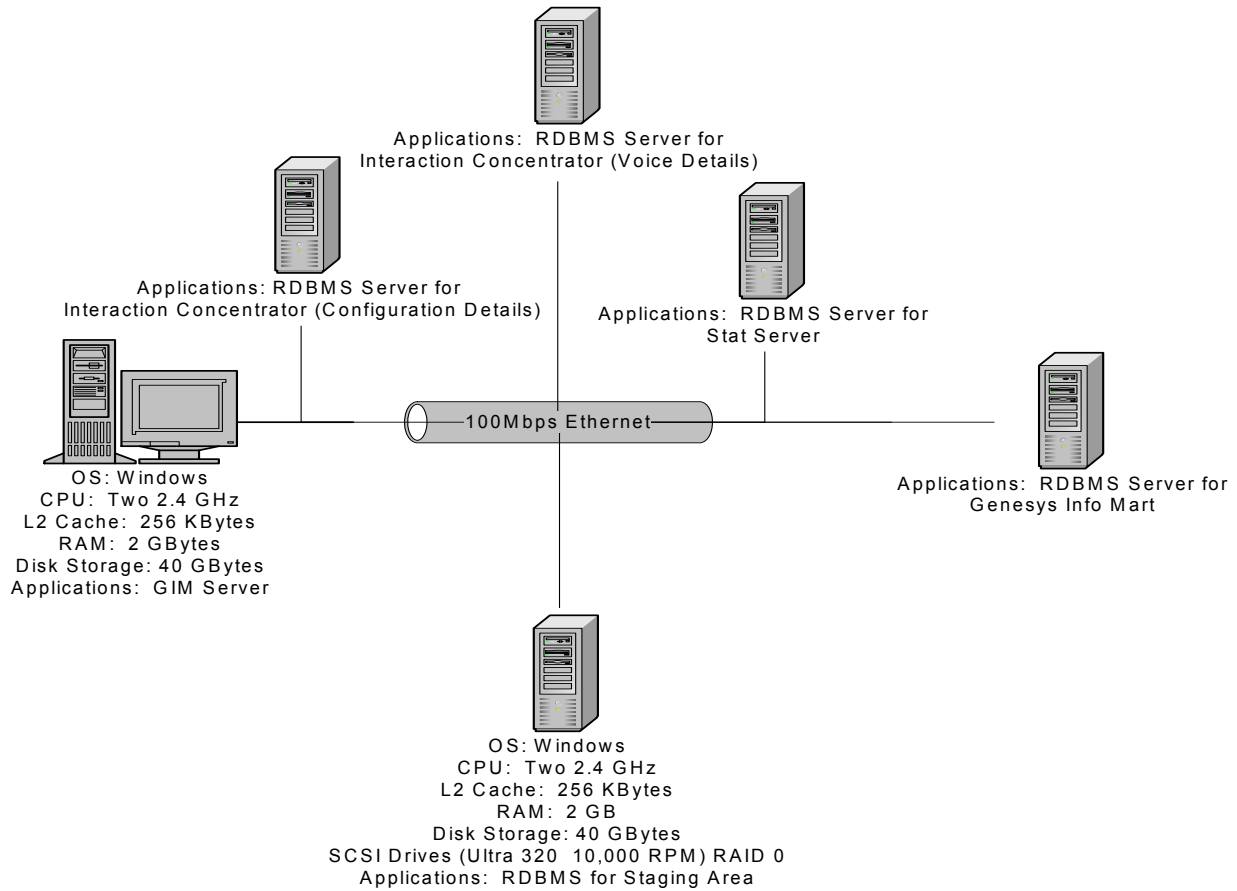 Applications: RDBMS Server for
Interaction Concentrator (Voice Details)
Applications: RDBMS Server for
Interaction Concentrator (Configuration Details)
Applications: RDBMS Server for
Stat Server
100Mbps Ethernet
OS: Windows
CPU: Two 2.4 GHz
L2 Cache: 256 KBytes
RAM: 2 GBytes
Disk Storage: 40 GBytes
Applications: GIM Server
Applications: RDBMS Server for
Genesys Info Mart
OS: Windows
CPU: Two 2.4 GHz
L2 Cache: 256 KBytes
RAM: 2 GB
Disk Storage: 40 GBytes
SCSI Drives (Ultra 320 10,000 RPM) RAID 0
Applications: RDBMS for Staging Area